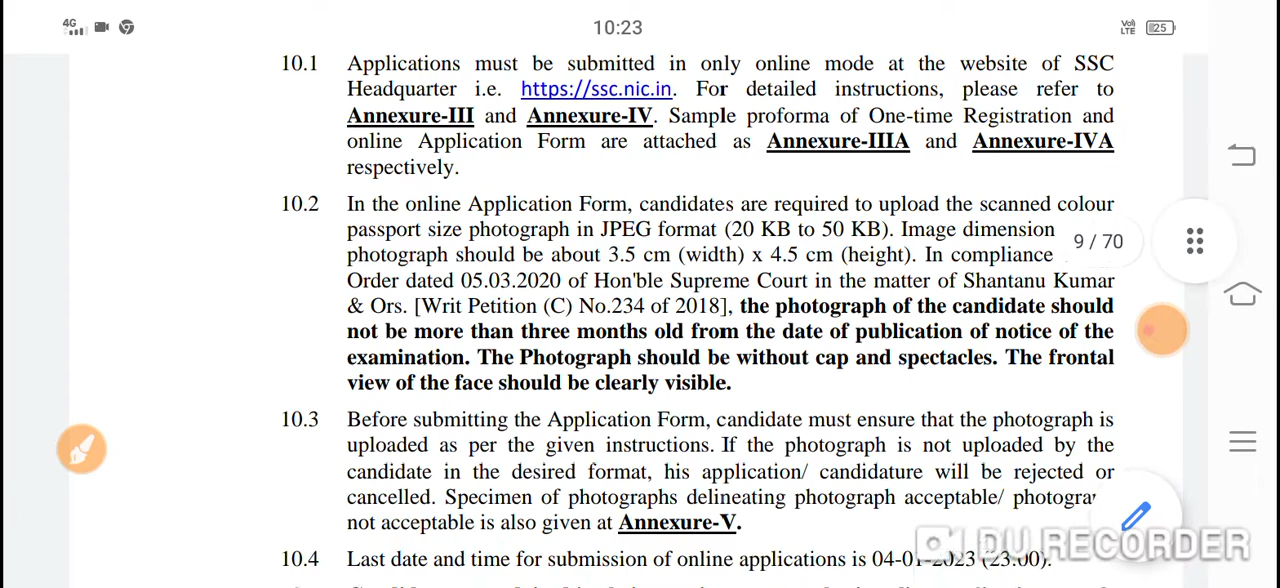 4G 10:23 Vol) LTE 25
10.1 Applications must be submitted in only online mode at the website of SSC
Headquarter i.e. https://ssc.nic.in. For detailed instructions, please refer to
Annexure-III and Annexure-IV. Sample proforma of One-time Registration and
online Application Form are attached as Annexure-IIIA and Annexure-IVA
respectively.
10.2 In the online Application Form, candidates are required to upload the scanned colour
passport size photograph in JPEG format (20 KB to 50 KB). Image dimension
9 / 70
photograph should be about 3.5 cm (width) x 4.5 cm (height). In compliance
Order dated 05.03.2020 of Hon'ble Supreme Court in the matter of Shantanu Kumar
& Ors. [Writ Petition (C) No.234 of 2018], the photograph of the candidate should
not be more than three months old from the date of publication of notice of the
examination. The Photograph should be without cap and spectacles. The frontal
view of the face should be clearly visible.
10.3 Before submitting the Application Form, candidate must ensure that the photograph is
uploaded as per the given instructions. If the photograph is not uploaded by the
candidate in the desired format, his application/ candidature will be rejected or
cancelled. Specimen of photographs delineating photograph acceptable/
not acceptable is also given at Annexure-V.
DU RECORDER
10.4 Last date and time for submission of online applications is 04-01-2023 (23:00).